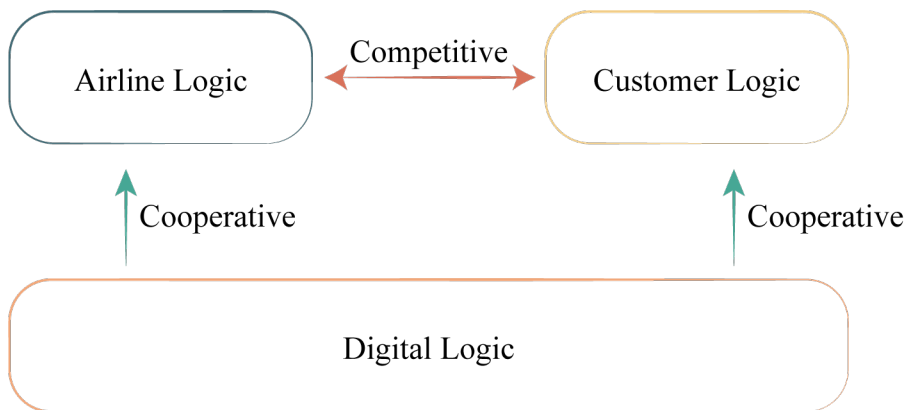 Competitive
Airline Logic
Customer Logic
Cooperative
Cooperative
Digital Logic